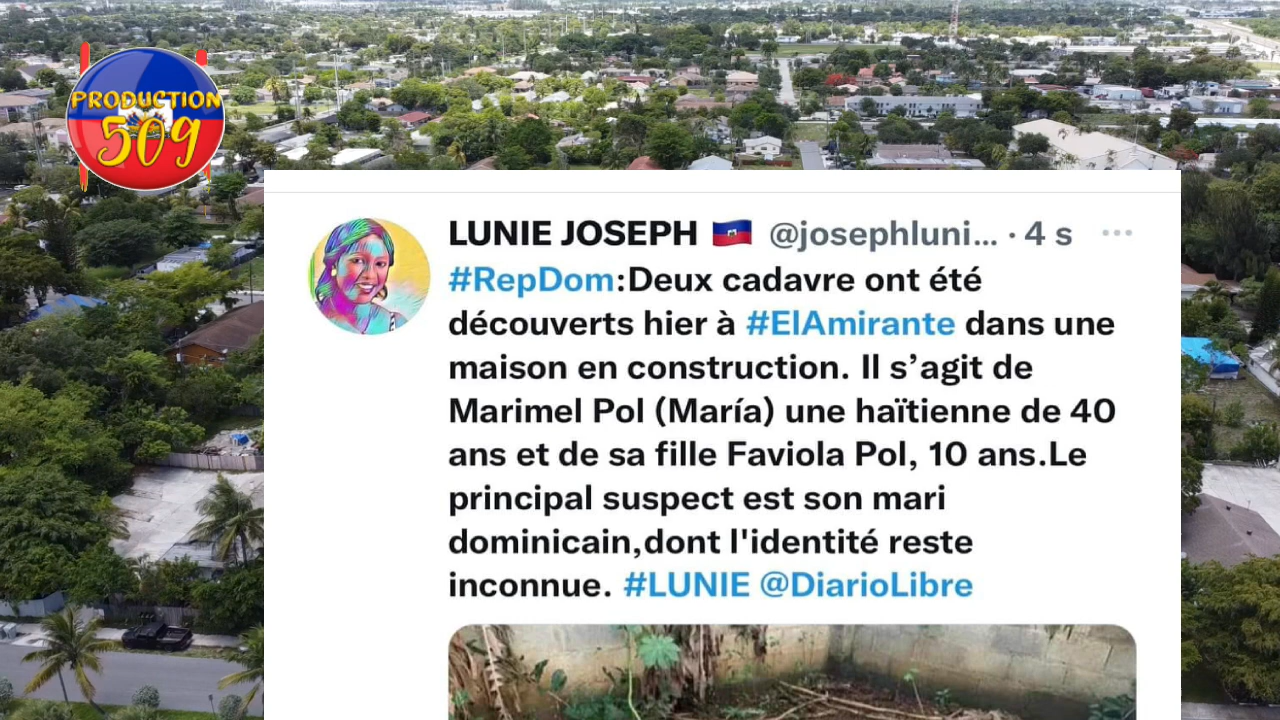 PRODUCTION
509
LUNIE JOSEPH 🇭🇹 @josephluni... · 4 s ...
#RepDom:Deux cadavre ont été
découverts hier à #ElAmirante dans une
maison en construction. Il s’agit de
Marimel Pol (María) une haïtienne de 40
ans et de sa fille Faviola Pol, 10 ans.Le
principal suspect est son mari
dominicain,dont l'identité reste
inconnue. #LUNIE @DiarioLibre